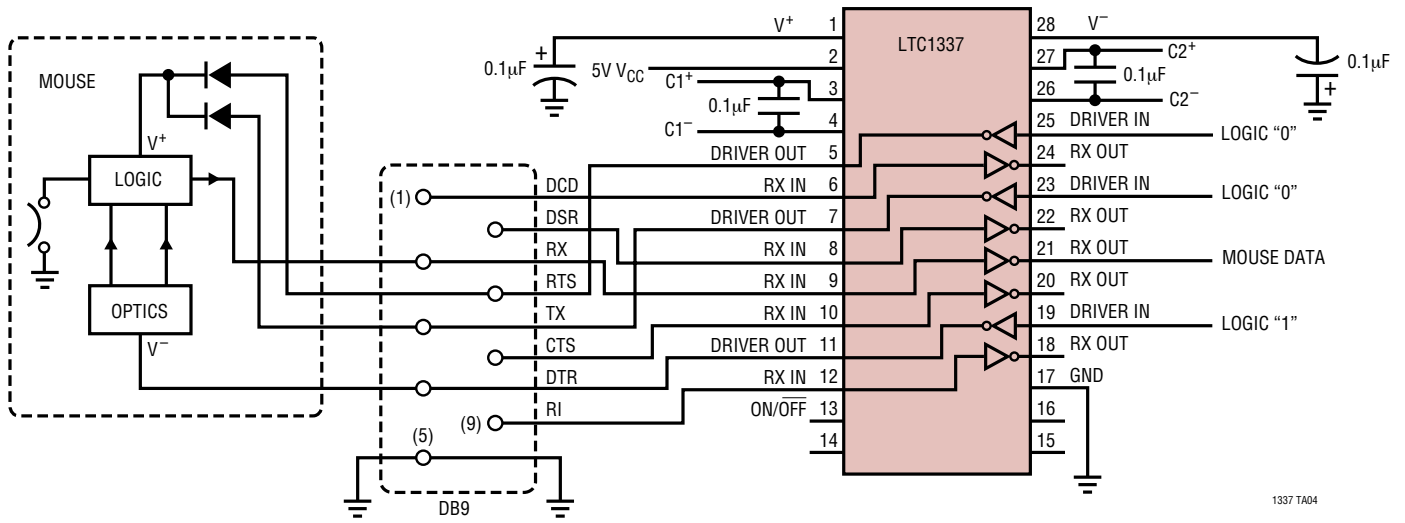 MOUSE
V+
LOGIC
OPTICS
V−
(1)
DCD
DSR
RX
RTS
TX
CTS
DTR
(9)
RI
(5)
DB9
0.1µF
+
V+
1
5V VCC
2
C1+
3
0.1µF
C1−
4
DRIVER OUT
5
RX IN
6
DRIVER OUT
7
RX IN
8
RX IN
9
RX IN
10
DRIVER OUT
11
RX IN
12
ON/OFF
13
14
LTC1337
28
V−
27
C2+
0.1µF
26
C2−
0.1µF
+
25
DRIVER IN
LOGIC “0”
24
RX OUT
23
DRIVER IN
LOGIC “0”
22
RX OUT
21
RX OUT
MOUSE DATA
20
RX OUT
19
DRIVER IN
LOGIC “1”
18
RX OUT
17
GND
16
15
1337 TA04